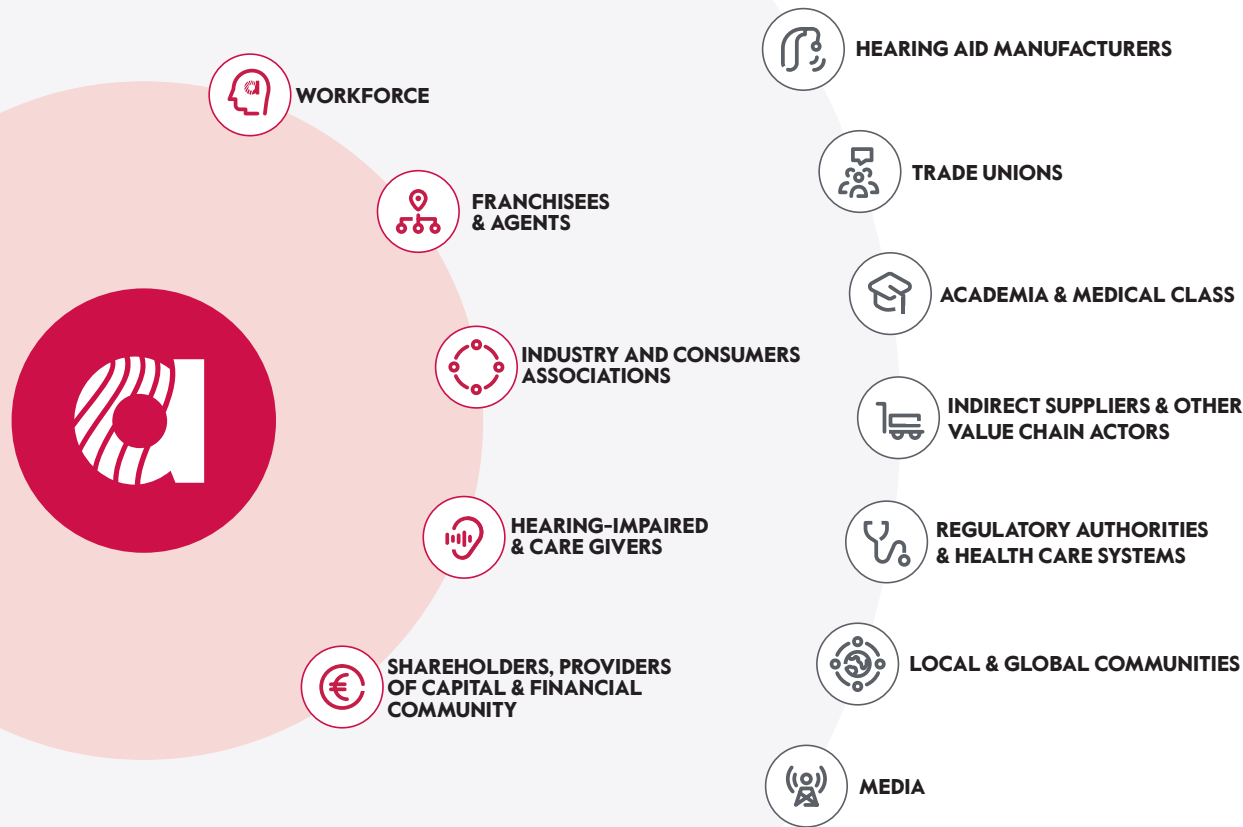 WORKFORCE
FRANCHISEES
& AGENTS
INDUSTRY AND CONSUMERS
ASSOCIATIONS
HEARING-IMPAIRED
& CARE GIVERS
SHAREHOLDERS, PROVIDERS
OF CAPITAL & FINANCIAL
COMMUNITY
HEARING AID MANUFACTURERS
TRADE UNIONS
ACADEMIA & MEDICAL CLASS
INDIRECT SUPPLIERS & OTHER
VALUE CHAIN ACTORS
REGULATORY AUTHORITIES
& HEALTH CARE SYSTEMS
LOCAL & GLOBAL COMMUNITIES
MEDIA